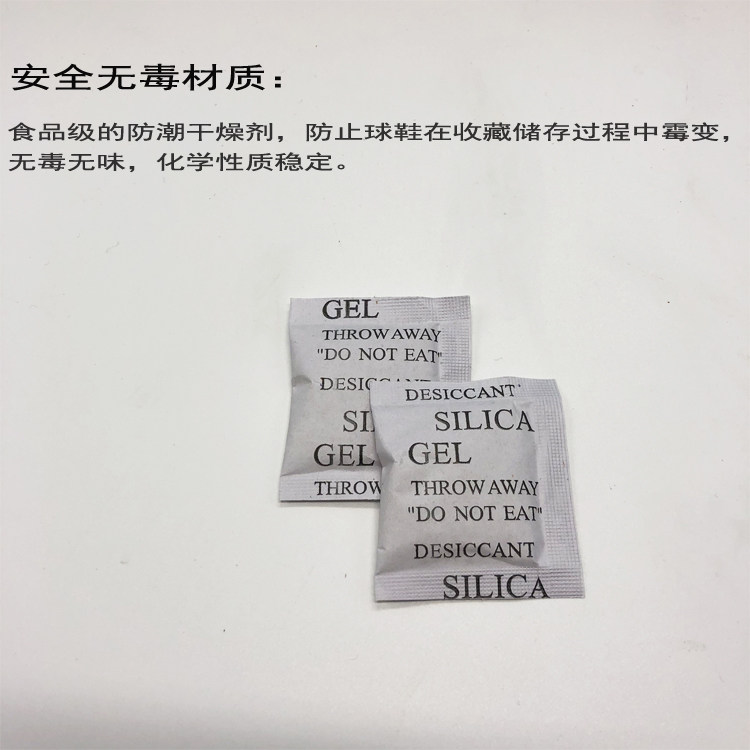 安全无毒材质：
食品级的防潮干燥剂，防止球鞋在收藏储存过程中霉变，
无毒无味，化学性质稳定。
GEL
THROW AWAY
"DO NOT EAT"
DESICCANT
GEL
THROW
DESICCANT
SILICA
GEL
THROW AWAY
"DO NOT EAT"
DESICCANT
SILICA